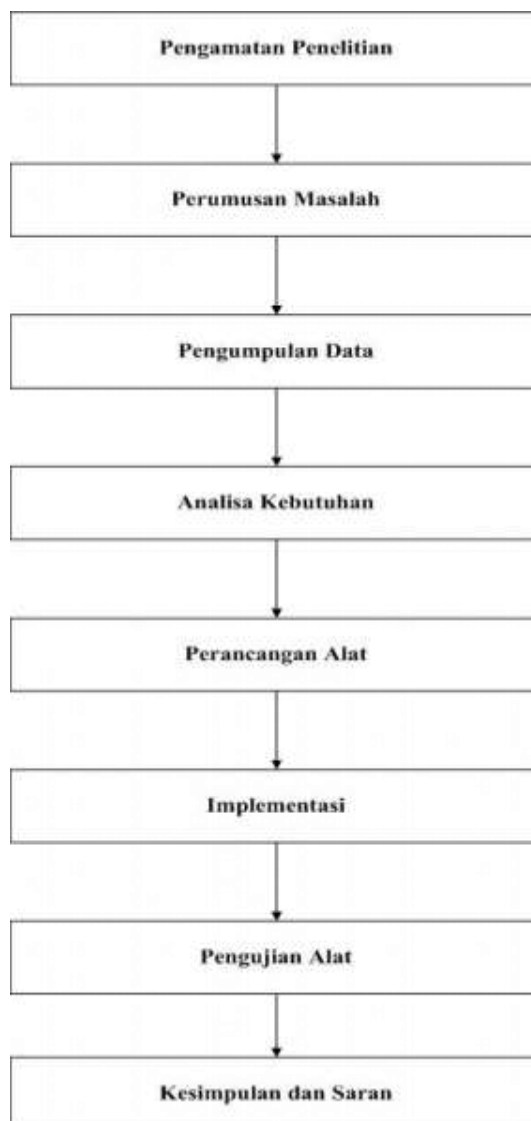 Pengamatan Penelitian
Perumusan Masalah
Pengumpulan Data
Analisa Kebutuhan
Perancangan Alat
Implementasi
Pengujian Alat
Kesimpulan dan Saran